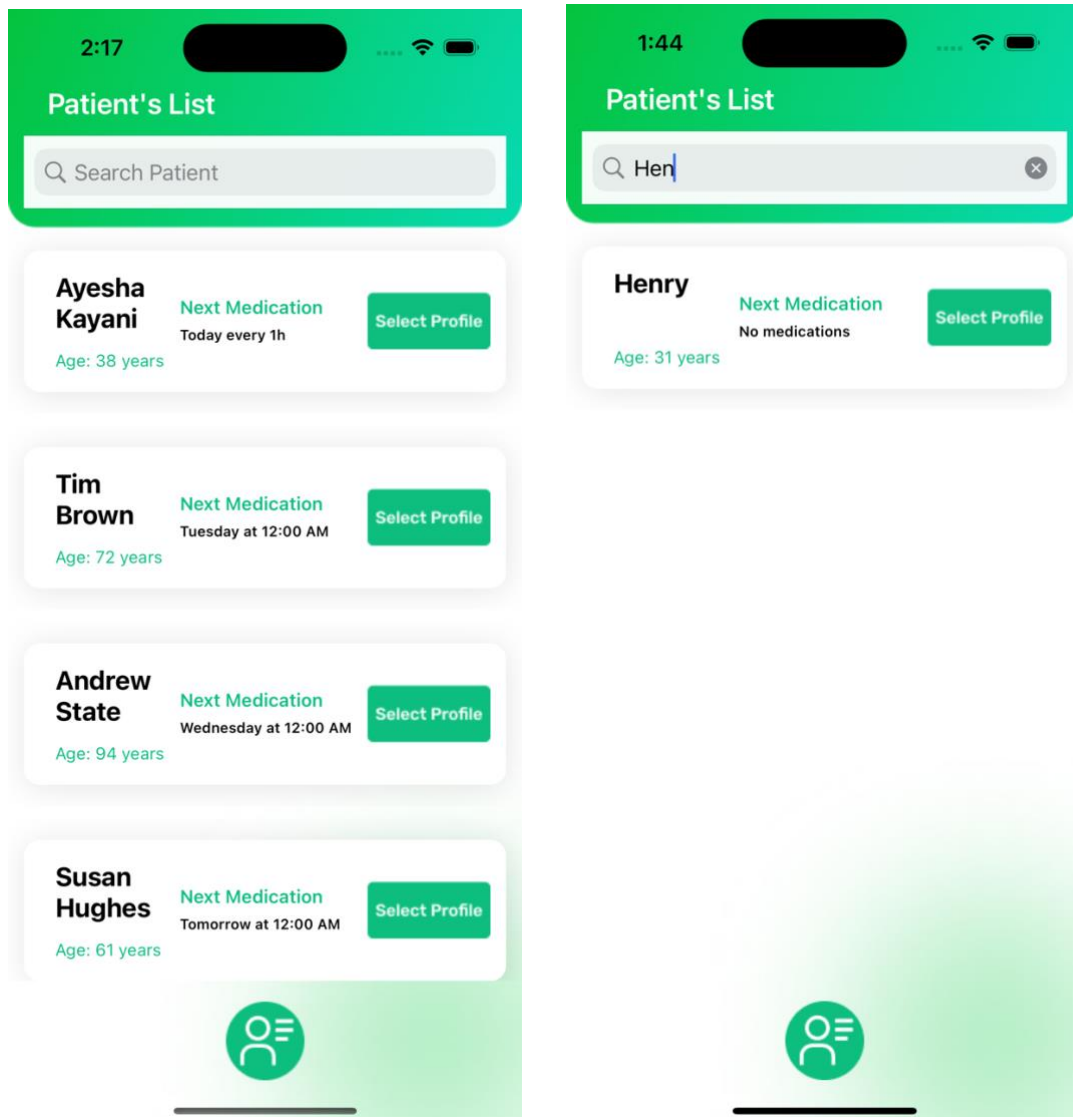 2:17
Patient's List
Search Patient
Ayesha
Kayani
Age: 38 years
Next Medication
Today every 1h
Select Profile
Tim
Brown
Age: 72 years
Next Medication
Tuesday at 12:00 AM
Select Profile
Andrew
State
Age: 94 years
Next Medication
Wednesday at 12:00 AM
Select Profile
Susan
Hughes
Age: 61 years
Next Medication
Tomorrow at 12:00 AM
Select Profile
1:44
Patient's List
Hen
Henry
Age: 31 years
Next Medication
No medications
Select Profile